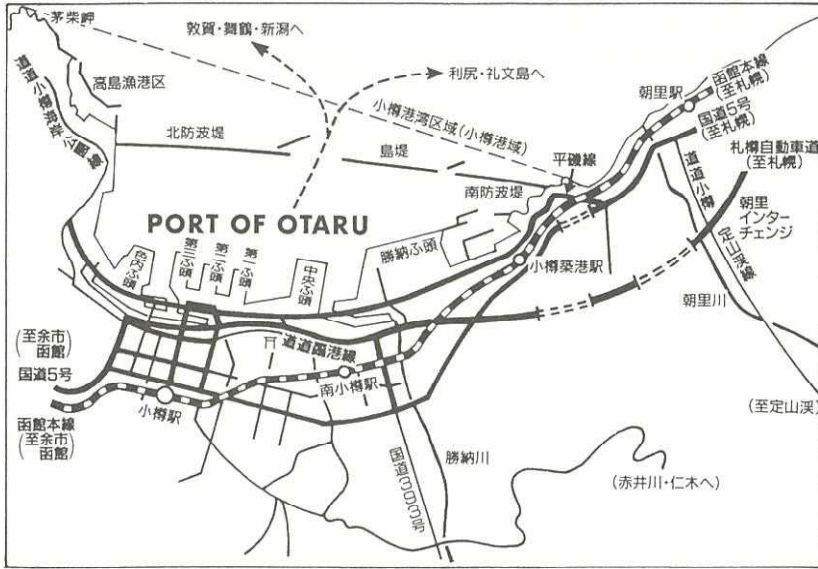 茅柴岬
敦賀・舞鶴・新潟へ
利尻・礼文島へ
高島漁港区
道道小樽海岸公園線
北防波堤
島堤
小樽港湾区域(小樽港域)
朝里駅
函館本線
(至札幌)
国道5号
(至札幌)
札樽自動車道
(至札幌)
平磯線
南防波堤
道道小樽
定山渓線
朝里
インター
チェンジ
PORT OF OTARU
色内ふ頭
第三ふ頭
第二ふ頭
第一ふ頭
中央ふ頭
勝納ふ頭
小樽築港駅
朝里川
(至余市
函館)
国道5号
道道臨港線
南小樽駅
小樽駅
函館本線
(至余市
函館)
国道393号
勝納川
(至定山渓)
(赤井川・仁木へ)